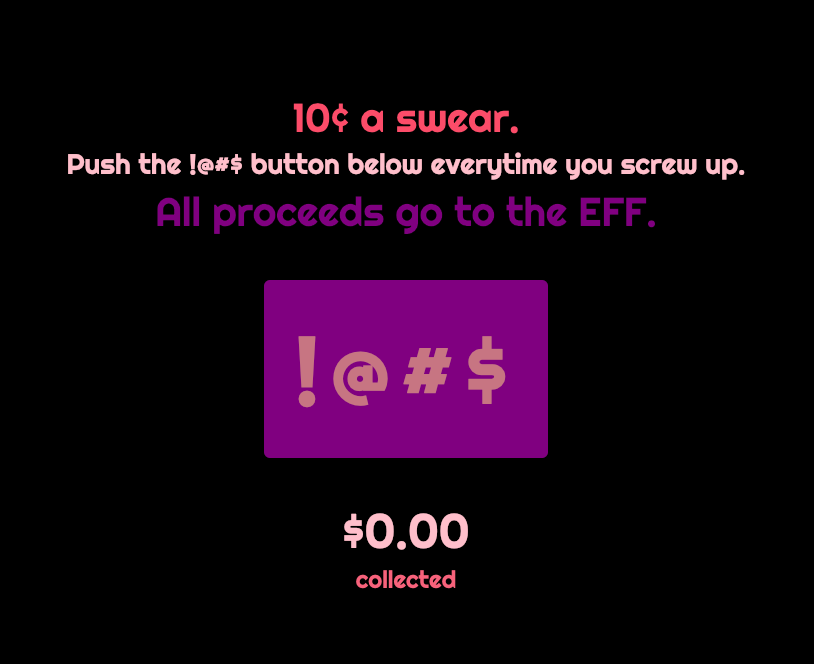 10¢ a swear.
Push the !@#$ button below everytime you screw up.
All proceeds go to the EFF.
!@#$
$0.00
collected